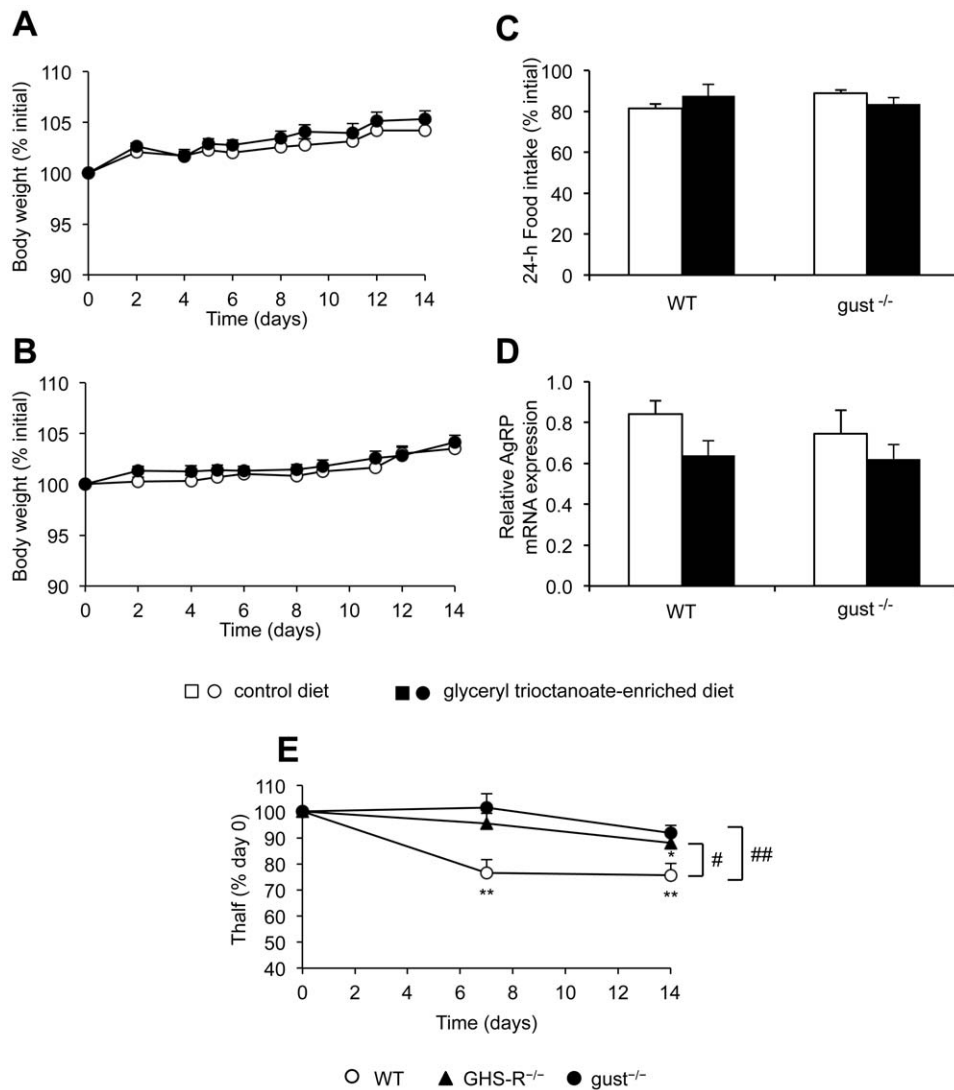 A
110
105
100
95
90
Body weight (% initial)
0 2 4 6 8 10 12 14
Time (days)
B
110
105
100
95
90
Body weight (% initial)
0 2 4 6 8 10 12 14
Time (days)
C
100
80
60
40
20
0
24-h Food intake (% intial)
WT gust -/-
D
1.0
0.8
0.6
0.4
0.2
0.0
Relative AgRP
mRNA expression
WT gust -/-
control diet glyceryl trioctanoate-enriched diet
E
110
100
90
80
70
60
50
40
Thalf (% day 0)
** * **
# ##
0 2 4 6 8 10 12 14
Time (days)
WT GHS-R−/− gust−/−